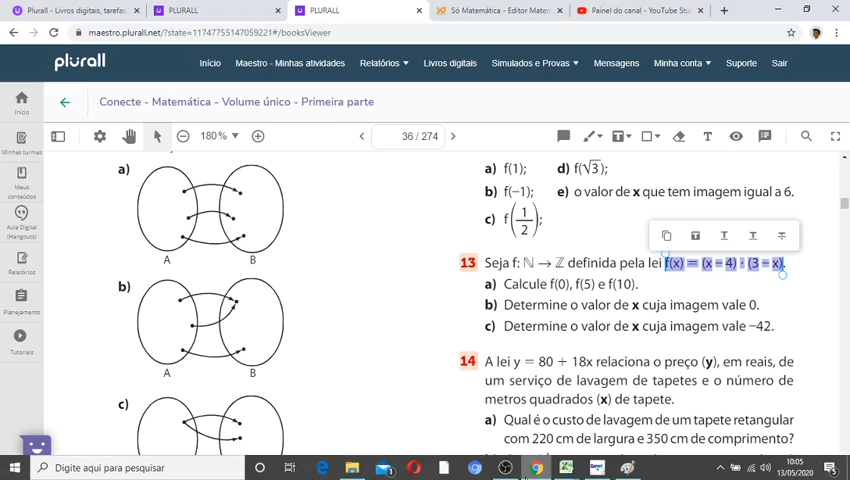 Plurall - Livros digitais, tarefas
PLURALL
PLURALL
Só Matemática - Editor Matem
Painel do canal - YouTube Stu
maestro.plurall.net/?state=11747755147059221#/booksViewer
plurall
Início
Maestro - Minhas atividades
Relatórios
Livros digitais
Simulados e Provas
Mensagens
Minha conta
Suporte
Sair
Início
Minhas turmas
Meus conteúdos
Aula Digital (Hangouts)
Relatórios
Planejamento
Tutoriais
Conecte - Matemática - Volume único - Primeira parte
180%
36 / 274
a)
A B
b)
A B
c)
a) f(1); d) f(√3);
b) f(−1); e) o valor de x que tem imagem igual a 6.
c) f(1/2);
13 Seja f: ℕ → ℤ definida pela lei f(x) = (x − 4) · (3 − x).
a) Calcule f(0), f(5) e f(10).
b) Determine o valor de x cuja imagem vale 0.
c) Determine o valor de x cuja imagem vale −42.
14 A lei y = 80 + 18x relaciona o preço (y), em reais, de
um serviço de lavagem de tapetes e o número de
metros quadrados (x) de tapete.
a) Qual é o custo de lavagem de um tapete retangular
com 220 cm de largura e 350 cm de comprimento?
Digite aqui para pesquisar
10:05
13/05/2020